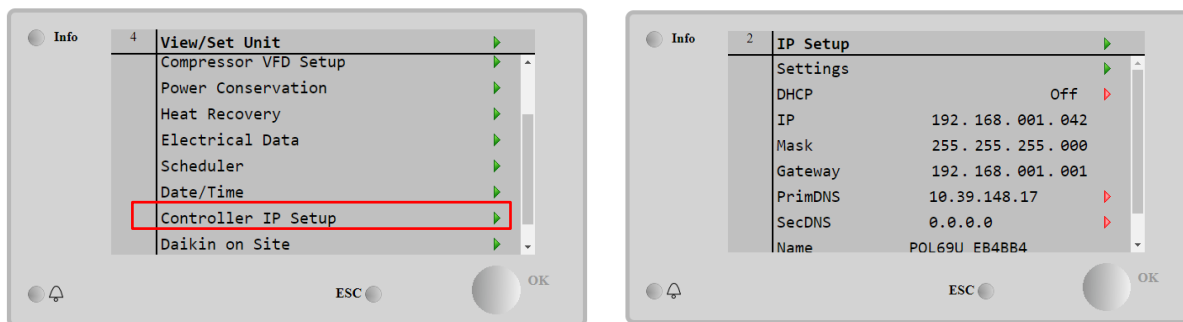 Info
4 View/Set Unit
Compressor VFD Setup
Power Conservation
Heat Recovery
Electrical Data
Scheduler
Date/Time
Controller IP Setup
Daikin on Site
ESC
OK
Info
2 IP Setup
Settings
DHCP Off
IP 192.168.001.042
Mask 255.255.255.000
Gateway 192.168.001.001
PrimDNS 10.39.148.17
SecDNS 0.0.0.0
Name POL69U_EB4BB4
ESC
OK